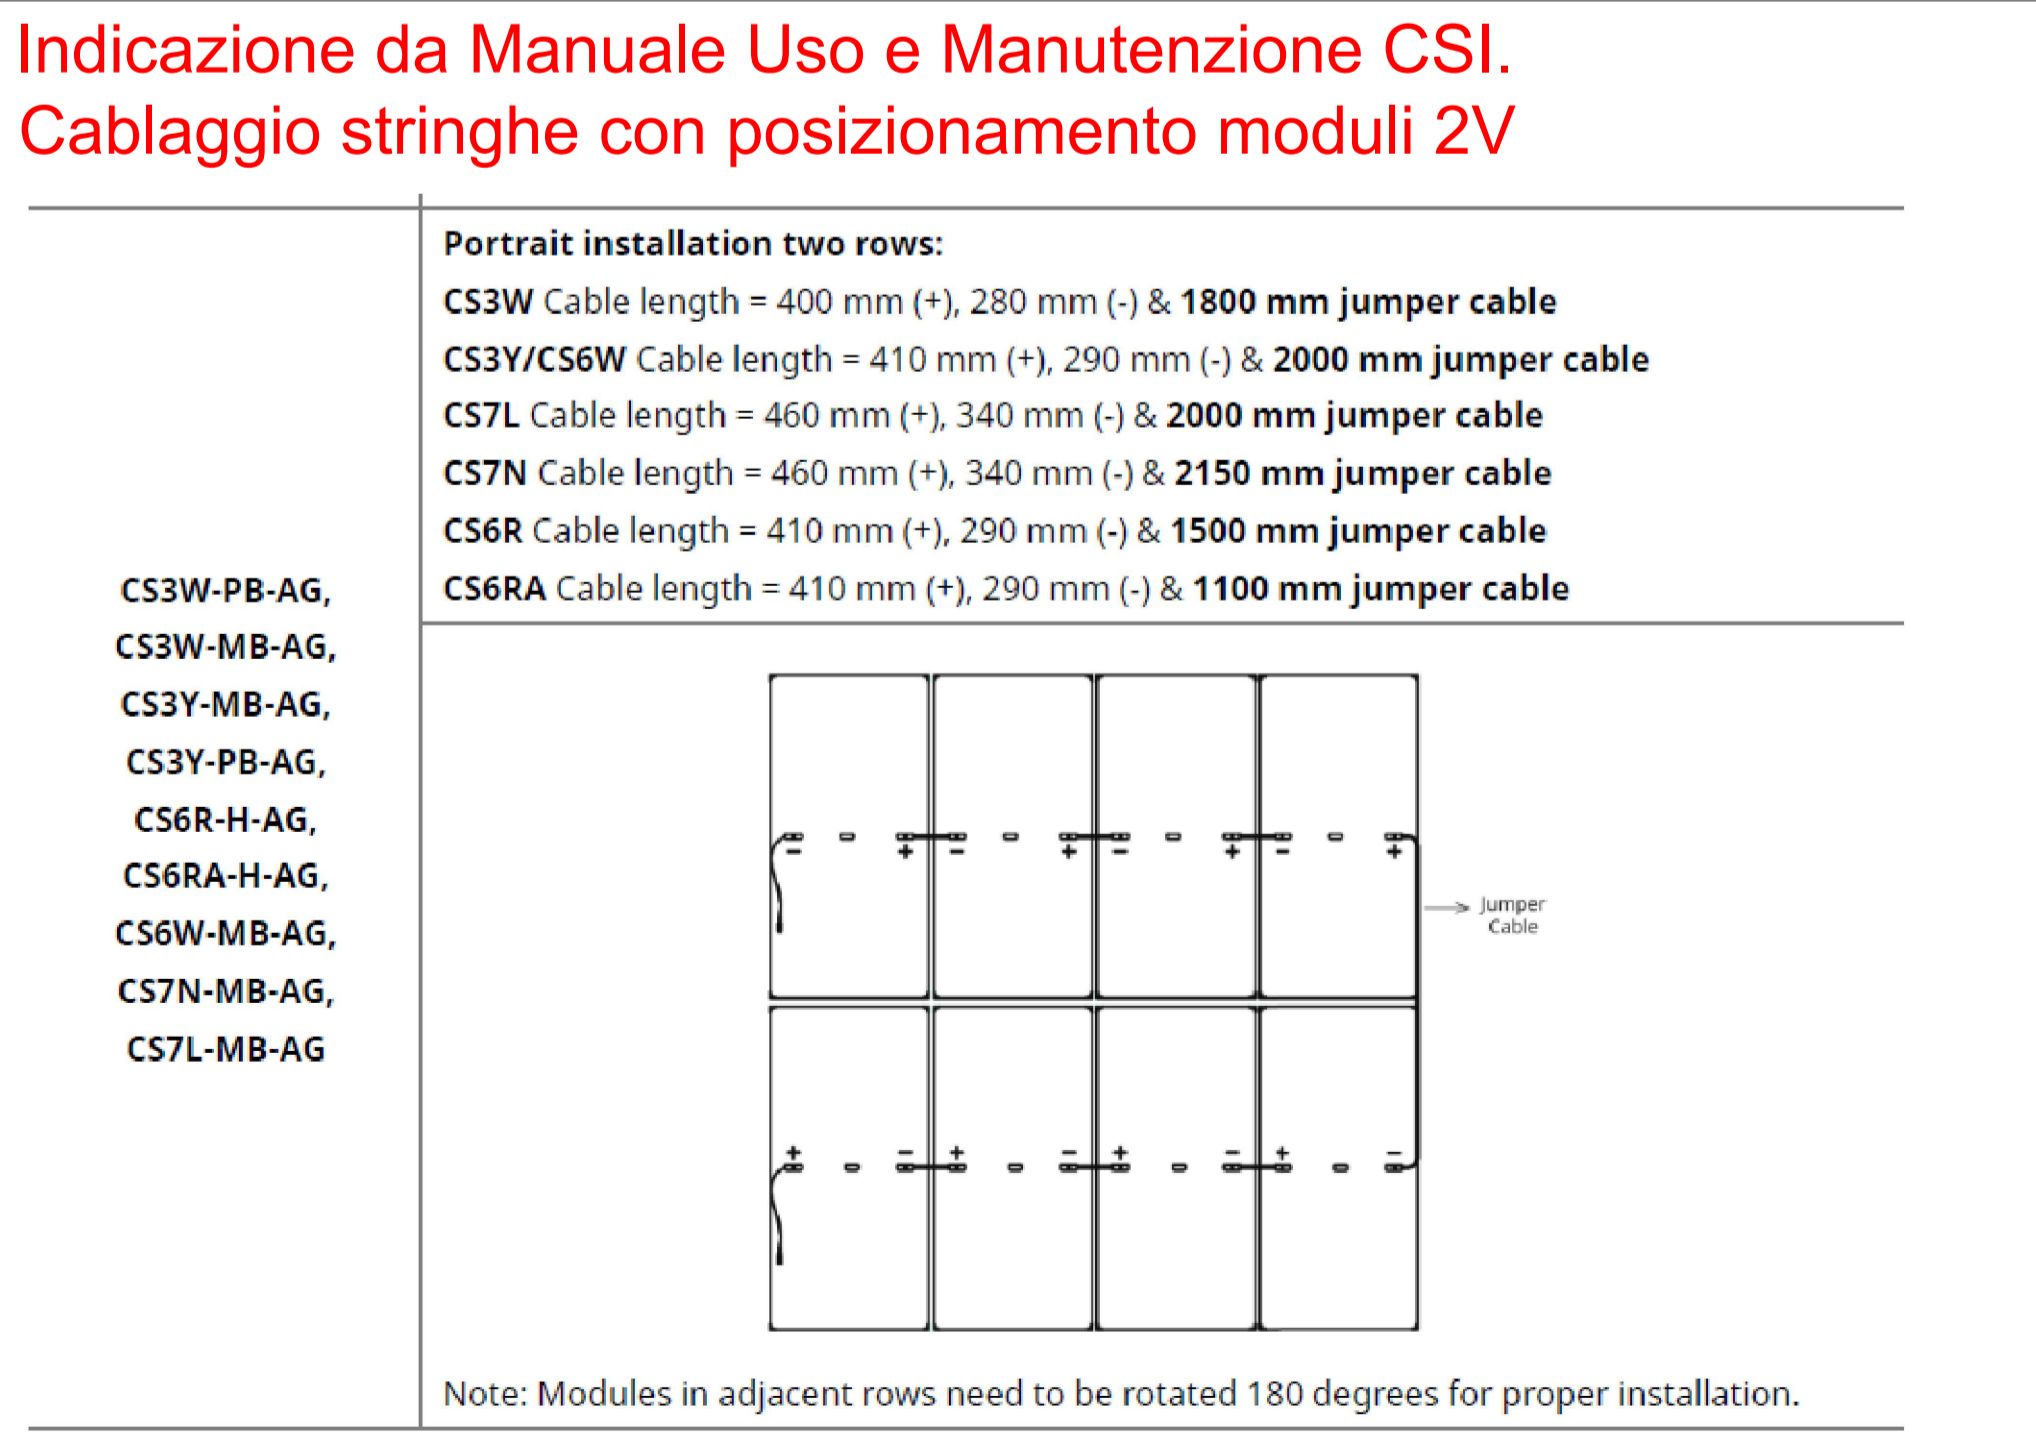 Indicazione da Manuale Uso e Manutenzione CSI.
Cablaggio stringhe con posizionamento moduli 2V
Portrait installation two rows:
CS3W Cable length = 400 mm (+), 280 mm (-) & 1800 mm jumper cable
CS3Y/CS6W Cable length = 410 mm (+), 290 mm (-) & 2000 mm jumper cable
CS7L Cable length = 460 mm (+), 340 mm (-) & 2000 mm jumper cable
CS7N Cable length = 460 mm (+), 340 mm (-) & 2150 mm jumper cable
CS6R Cable length = 410 mm (+), 290 mm (-) & 1500 mm jumper cable
CS6RA Cable length = 410 mm (+), 290 mm (-) & 1100 mm jumper cable
CS3W-PB-AG,
CS3W-MB-AG,
CS3Y-MB-AG,
CS3Y-PB-AG,
CS6R-H-AG,
CS6RA-H-AG,
CS6W-MB-AG,
CS7N-MB-AG,
CS7L-MB-AG
− + − + − + − +
Jumper
Cable
+ − + − + − + −
Note: Modules in adjacent rows need to be rotated 180 degrees for proper installation.